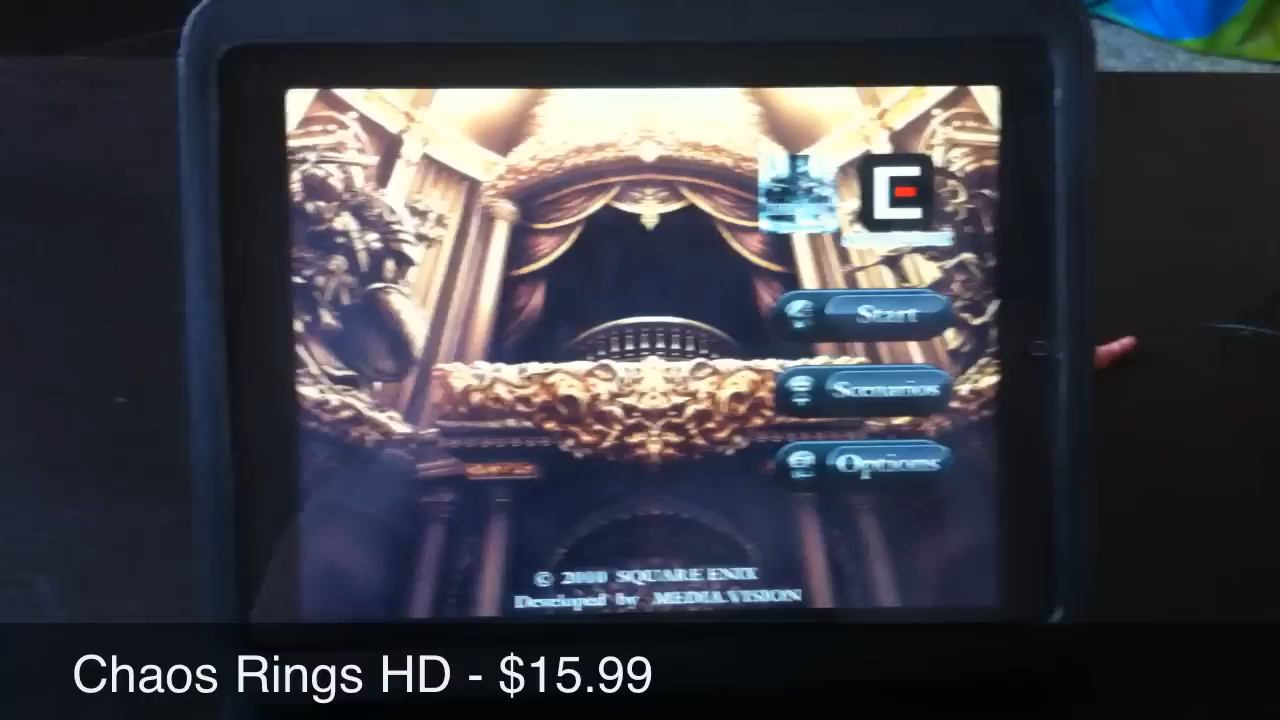 Start
Scenarios
Options
© 2010 SQUARE ENIX
Developed by MEDIA.VISION
Chaos Rings HD - $15.99